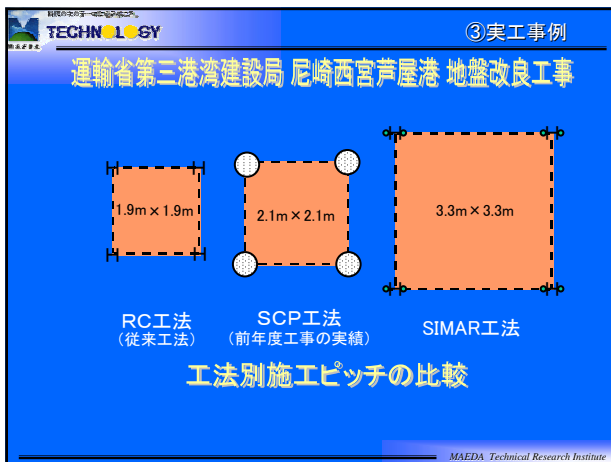 TECHNOLOGY
③実工事例
運輸省第三港湾建設局 尼崎西宮芦屋港 地盤改良工事
1.9m×1.9m
2.1m×2.1m
3.3m×3.3m
RC工法
(従来工法)
SCP工法
(前年度工事の実績)
SIMAR工法
工法別施工ピッチの比較
MAEDA Technical Research Institute